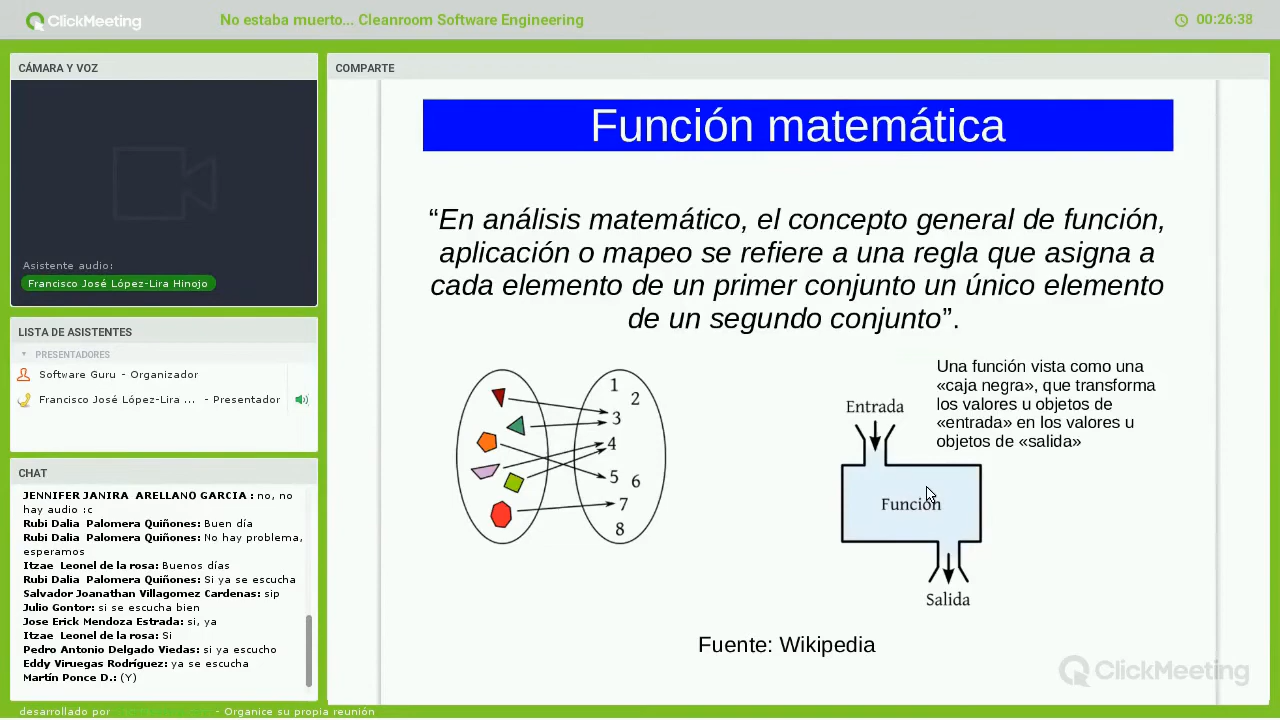 ClickMeeting
No estaba muerto... Cleanroom Software Engineering
00:26:38
CÁMARA Y VOZ
Asistente audio:
Francisco José López-Lira Hinojo
LISTA DE ASISTENTES
PRESENTADORES
Software Guru - Organizador
Francisco José López-Lira ... - Presentador
CHAT
JENNIFER JANIRA ARELLANO GARCIA : no, no
hay audio :c
Rubi Dalia Palomera Quiñones: Buen día
Rubi Dalia Palomera Quiñones: No hay problema,
esperamos
Itzae Leonel de la rosa: Buenos días
Rubi Dalia Palomera Quiñones: Si ya se escucha
Salvador Joanathan Villagomez Cardenas: sip
Julio Gontor: si se escucha bien
Jose Erick Mendoza Estrada: si, ya
Itzae Leonel de la rosa: Si
Pedro Antonio Delgado Viedas: si ya escucho
Eddy Viruegas Rodríguez: ya se escucha
Martín Ponce D.: (Y)
desarrollado por - Organice su propia reunión
COMPARTE
Función matemática
“En análisis matemático, el concepto general de función,
aplicación o mapeo se refiere a una regla que asigna a
cada elemento de un primer conjunto un único elemento
de un segundo conjunto”.
1
2
3
4
5
6
7
8
Una función vista como una
«caja negra», que transforma
los valores u objetos de
«entrada» en los valores u
objetos de «salida»
Entrada
Función
Salida
Fuente: Wikipedia
ClickMeeting